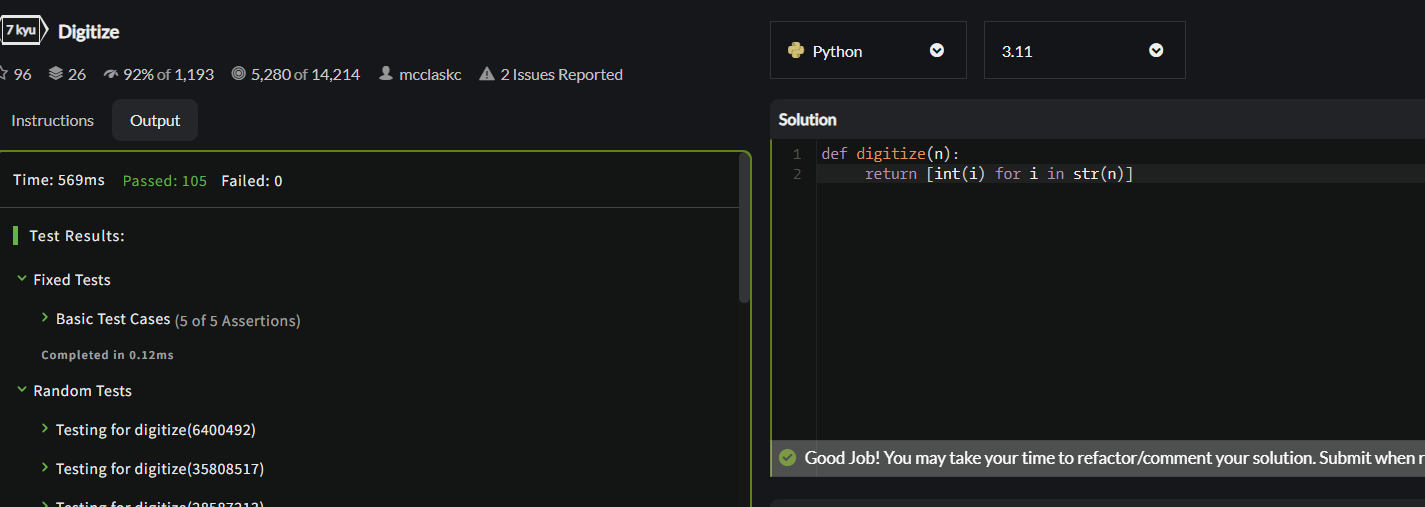 7 kyu Digitize
96 26 92% of 1,193 5,280 of 14,214 mcclaskc 2 Issues Reported
Instructions Output
Time: 569ms Passed: 105 Failed: 0
Test Results:
Fixed Tests
Basic Test Cases (5 of 5 Assertions)
Completed in 0.12ms
Random Tests
Testing for digitize(6400492)
Testing for digitize(35808517)
Python 3.11
Solution
1 def digitize(n):
2 return [int(i) for i in str(n)]
Good Job! You may take your time to refactor/comment your solution. Submit when